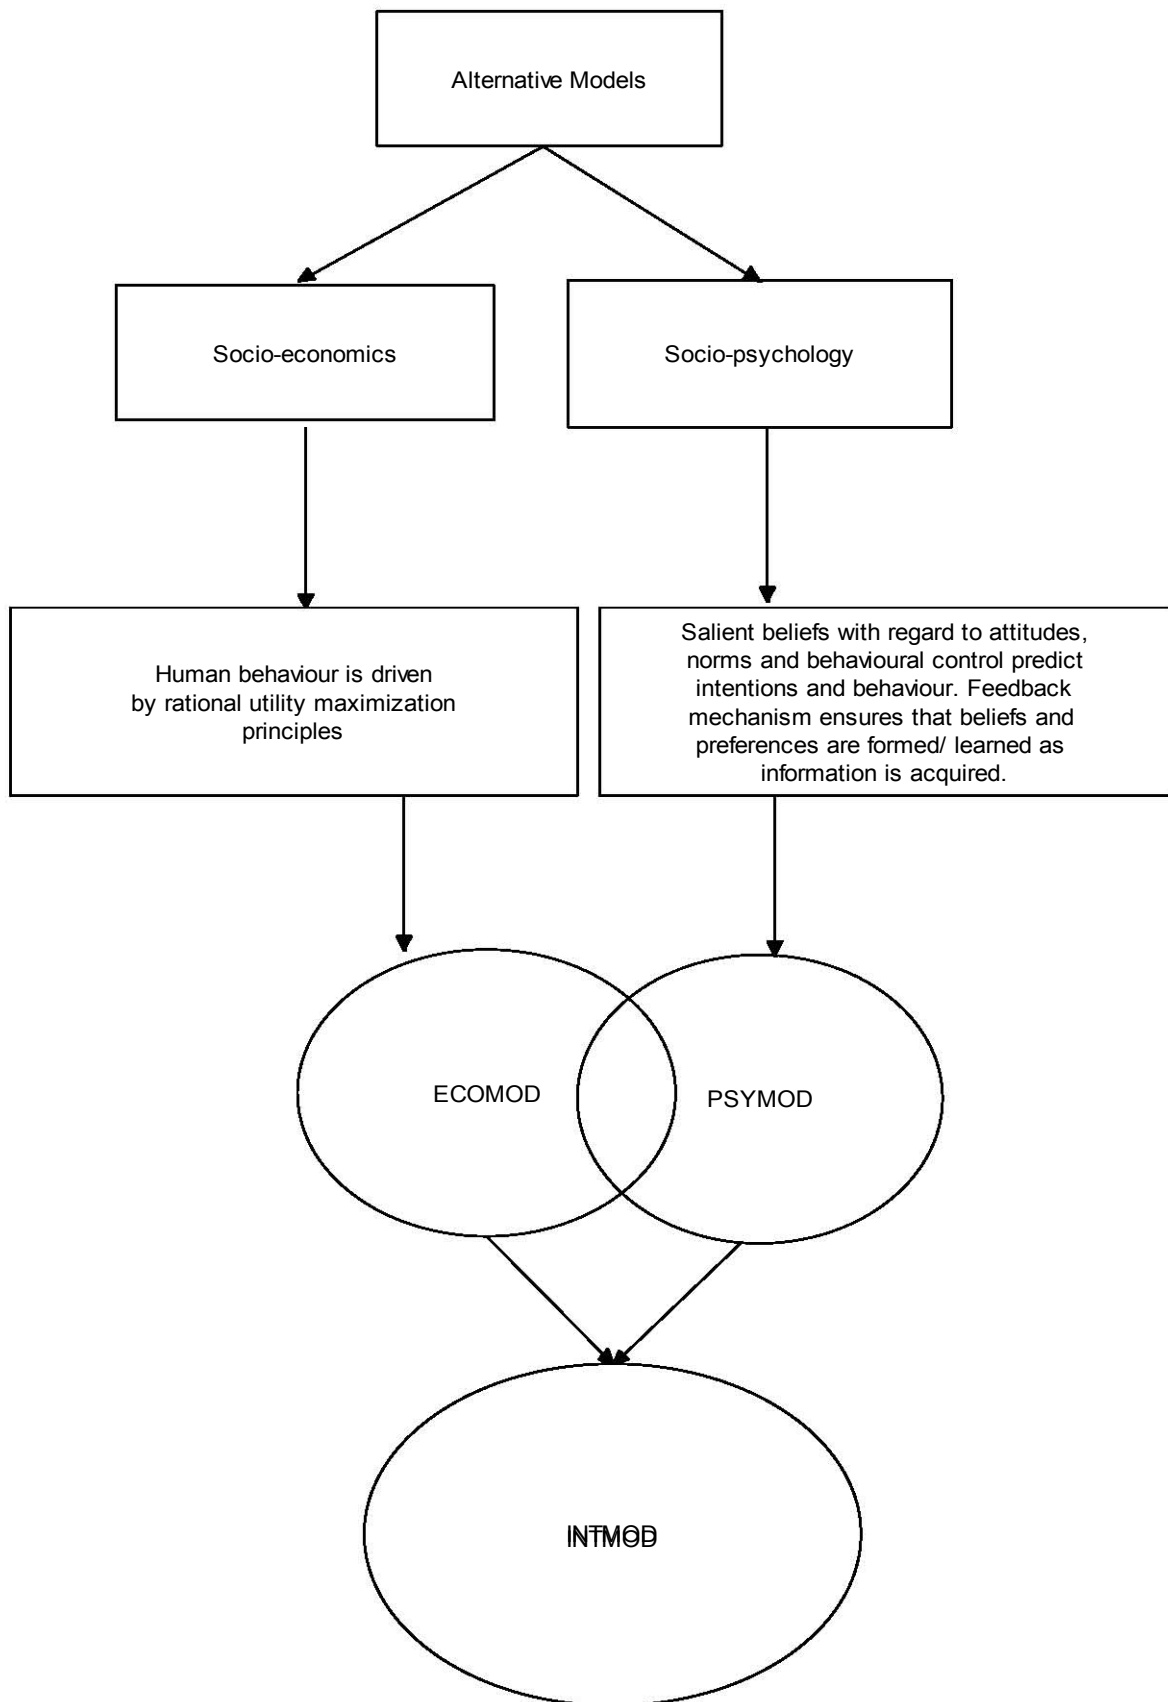 Alternative Models
Socio-economics
Socio-psychology
Human behaviour is driven
by rational utility maximization
principles
Salient beliefs with regard to attitudes,
norms and behavioural control predict
intentions and behaviour. Feedback
mechanism ensures that beliefs and
preferences are formed/ learned as
information is acquired.
ECOMOD
PSYMOD
INTMOD